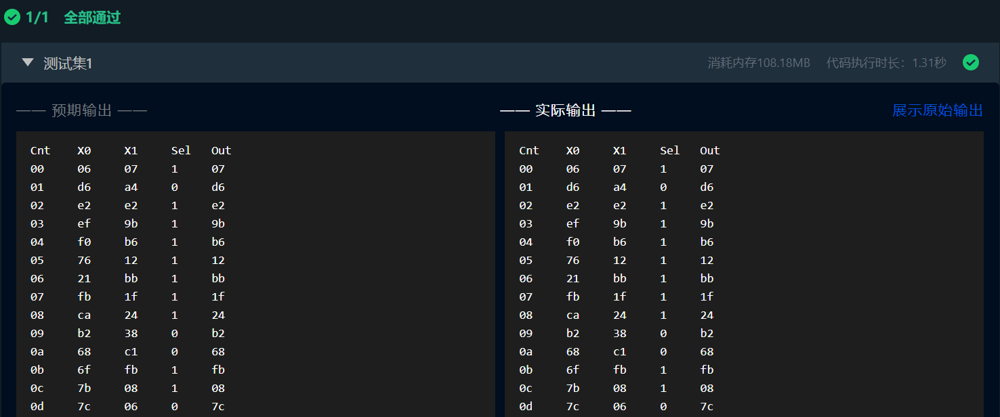 1/1 全部通过
测试集1 消耗内存108.18MB 代码执行时长：1.31秒
—— 预期输出 ——
Cnt X0 X1 Sel Out
00 06 07 1 07
01 d6 a4 0 d6
02 e2 e2 1 e2
03 ef 9b 1 9b
04 f0 b6 1 b6
05 76 12 1 12
06 21 bb 1 bb
07 fb 1f 1 1f
08 ca 24 1 24
09 b2 38 0 b2
0a 68 c1 0 68
0b 6f fb 1 fb
0c 7b 08 1 08
0d 7c 06 0 7c
—— 实际输出 —— 展示原始输出
Cnt X0 X1 Sel Out
00 06 07 1 07
01 d6 a4 0 d6
02 e2 e2 1 e2
03 ef 9b 1 9b
04 f0 b6 1 b6
05 76 12 1 12
06 21 bb 1 bb
07 fb 1f 1 1f
08 ca 24 1 24
09 b2 38 0 b2
0a 68 c1 0 68
0b 6f fb 1 fb
0c 7b 08 1 08
0d 7c 06 0 7c